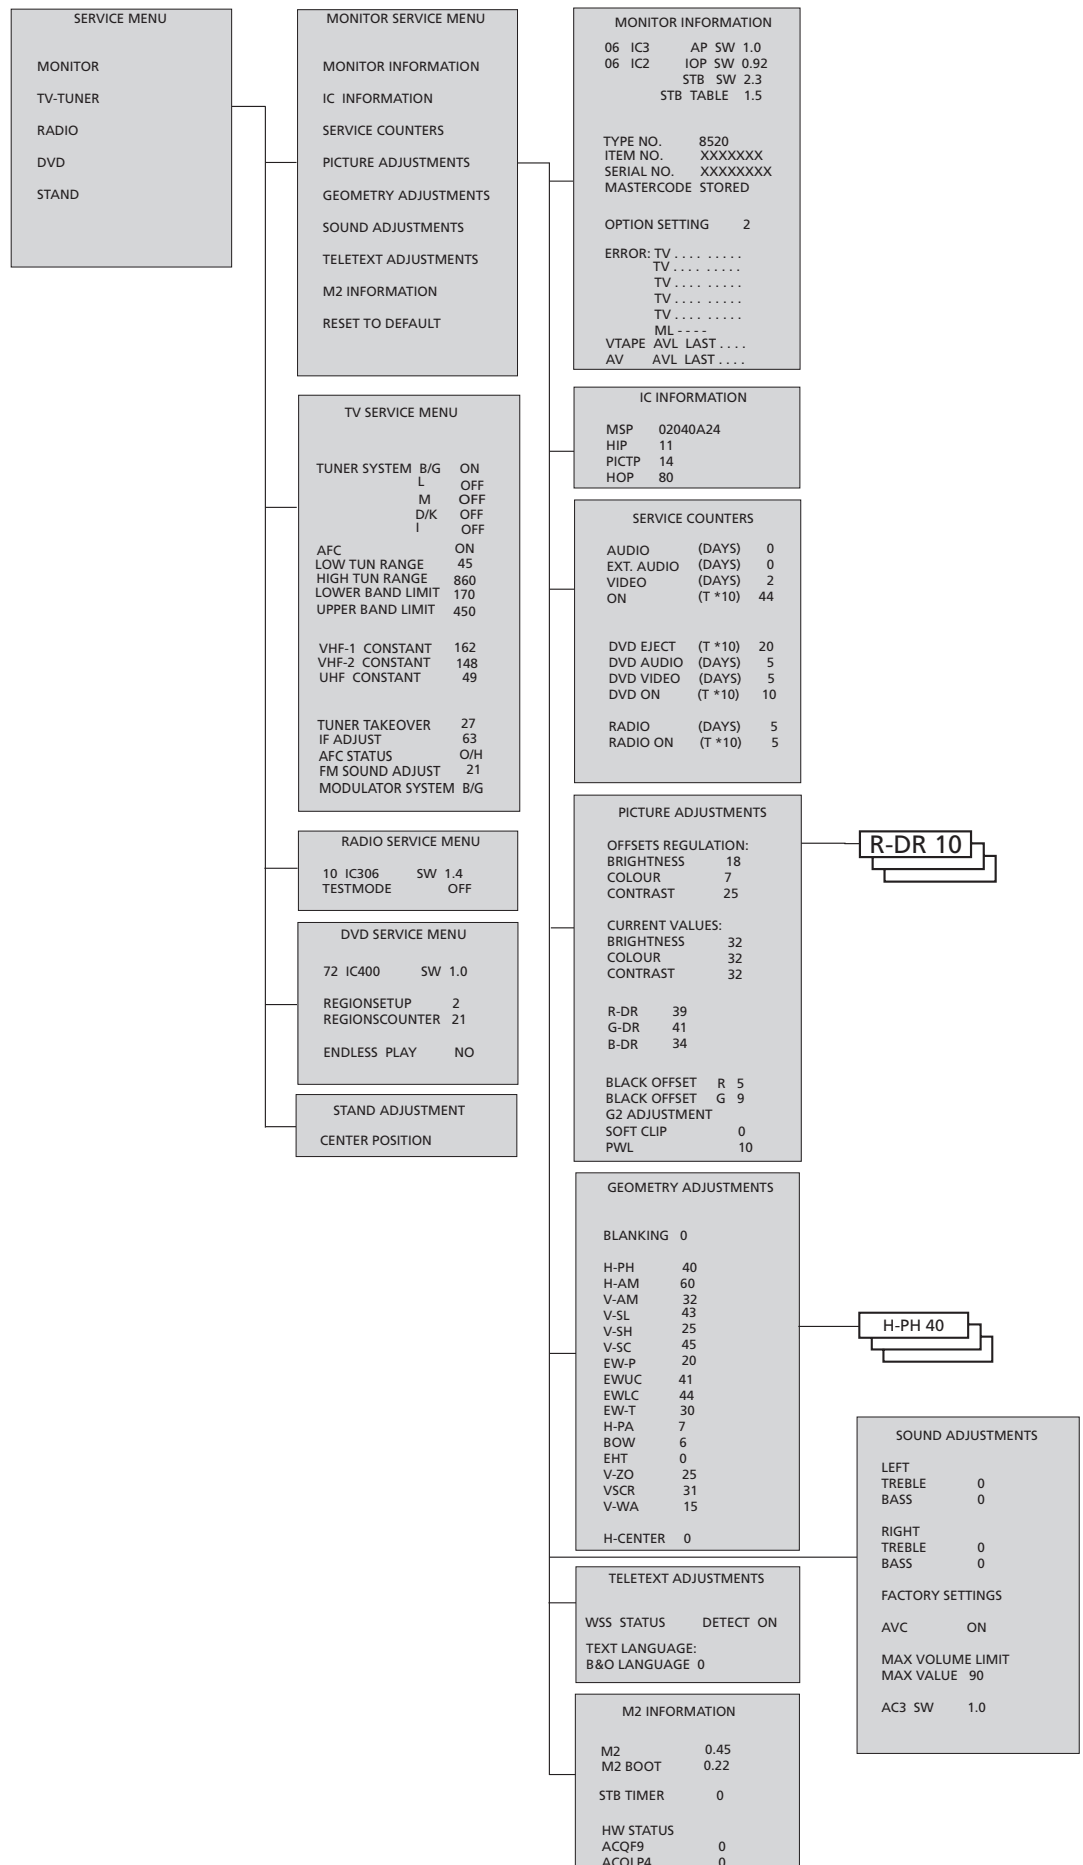 SERVICE MENU
MONITOR
TV-TUNER
RADIO
DVD
STAND
MONITOR SERVICE MENU
MONITOR INFORMATION
IC INFORMATION
SERVICE COUNTERS
PICTURE ADJUSTMENTS
GEOMETRY ADJUSTMENTS
SOUND ADJUSTMENTS
TELETEXT ADJUSTMENTS
M2 INFORMATION
RESET TO DEFAULT
TV SERVICE MENU
TUNER SYSTEM B/G ON
L OFF
M OFF
D/K OFF
I OFF
AFC ON
LOW TUN RANGE 45
HIGH TUN RANGE 860
LOWER BAND LIMIT 170
UPPER BAND LIMIT 450
VHF-1 CONSTANT 162
VHF-2 CONSTANT 148
UHF CONSTANT 49
TUNER TAKEOVER 27
IF ADJUST 63
AFC STATUS O/H
FM SOUND ADJUST 21
MODULATOR SYSTEM B/G
RADIO SERVICE MENU
10 IC306 SW 1.4
TESTMODE OFF
DVD SERVICE MENU
72 IC400 SW 1.0
REGIONSETUP 2
REGIONSCOUNTER 21
ENDLESS PLAY NO
STAND ADJUSTMENT
CENTER POSITION
MONITOR INFORMATION
06 IC3 AP SW 1.0
06 IC2 IOP SW 0.92
STB SW 2.3
STB TABLE 1.5
TYPE NO. 8520
ITEM NO. XXXXXXX
SERIAL NO. XXXXXXXX
MASTERCODE STORED
OPTION SETTING 2
ERROR: TV . . . . . . . . .
TV . . . . . . . . .
TV . . . . . . . . .
TV . . . . . . . . .
TV . . . . . . . . .
ML - - - -
VTAPE AVL LAST . . . .
AV AVL LAST . . . .
IC INFORMATION
MSP 02040A24
HIP 11
PICTP 14
HOP 80
SERVICE COUNTERS
AUDIO (DAYS) 0
EXT. AUDIO (DAYS) 0
VIDEO (DAYS) 2
ON (T *10) 44
DVD EJECT (T *10) 20
DVD AUDIO (DAYS) 5
DVD VIDEO (DAYS) 5
DVD ON (T *10) 10
RADIO (DAYS) 5
RADIO ON (T *10) 5
PICTURE ADJUSTMENTS
OFFSETS REGULATION:
BRIGHTNESS 18
COLOUR 7
CONTRAST 25
CURRENT VALUES:
BRIGHTNESS 32
COLOUR 32
CONTRAST 32
R-DR 39
G-DR 41
B-DR 34
BLACK OFFSET R 5
BLACK OFFSET G 9
G2 ADJUSTMENT
SOFT CLIP 0
PWL 10
R-DR 10
GEOMETRY ADJUSTMENTS
BLANKING 0
H-PH 40
H-AM 60
V-AM 32
V-SL 43
V-SH 25
V-SC 45
EW-P 20
EWUC 41
EWLC 44
EW-T 30
H-PA 7
BOW 6
EHT 0
V-ZO 25
VSCR 31
V-WA 15
H-CENTER 0
H-PH 40
SOUND ADJUSTMENTS
LEFT
TREBLE 0
BASS 0
RIGHT
TREBLE 0
BASS 0
FACTORY SETTINGS
AVC ON
MAX VOLUME LIMIT
MAX VALUE 90
AC3 SW 1.0
TELETEXT ADJUSTMENTS
WSS STATUS DETECT ON
TEXT LANGUAGE:
B&O LANGUAGE 0
M2 INFORMATION
M2 0.45
M2 BOOT 0.22
STB TIMER 0
HW STATUS
ACQF9 0
ACQLP4 0